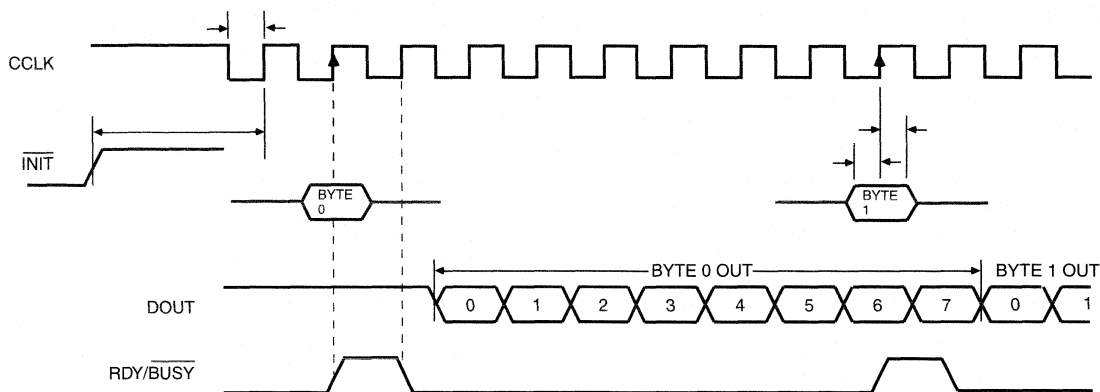 CCLK
INIT
BYTE
0
BYTE
1
BYTE 0 OUT
BYTE 1 OUT
DOUT
0 1 2 3 4 5 6 7 0 1
RDY/BUSY